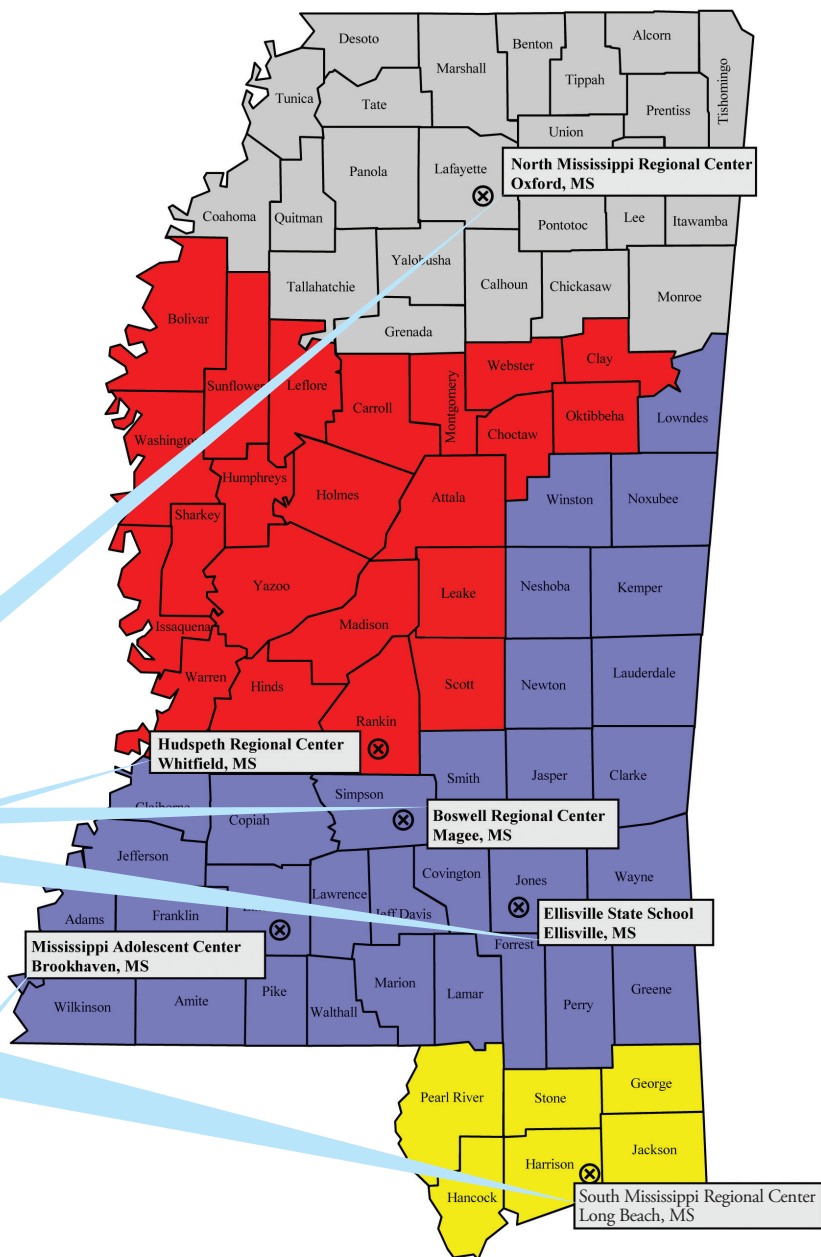 Desoto
Marshall
Benton
Tippah
Alcorn
Tishomingo
Tunica
Tate
Prentiss
Union
Panola
Lafayette
North Mississippi Regional Center
Oxford, MS
Coahoma
Quitman
Pontotoc
Lee
Itawamba
Yalobusha
Tallahatchie
Calhoun
Chickasaw
Monroe
Grenada
Bolivar
Sunflower
Leflore
Carroll
Montgomery
Webster
Clay
Choctaw
Oktibbeha
Lowndes
Washington
Humphreys
Holmes
Attala
Winston
Noxubee
Sharkey
Yazoo
Leake
Neshoba
Kemper
Issaquena
Madison
Warren
Hinds
Rankin
Scott
Newton
Lauderdale
Hudspeth Regional Center
Whitfield, MS
Smith
Jasper
Clarke
Claiborne
Copiah
Simpson
Boswell Regional Center
Magee, MS
Jefferson
Lawrence
Jeff Davis
Covington
Jones
Wayne
Adams
Franklin
Ellisville State School
Ellisville, MS
Mississippi Adolescent Center
Brookhaven, MS
Forrest
Wilkinson
Amite
Pike
Walthall
Marion
Lamar
Perry
Greene
Pearl River
Stone
George
Hancock
Harrison
Jackson
South Mississippi Regional Center
Long Beach, MS